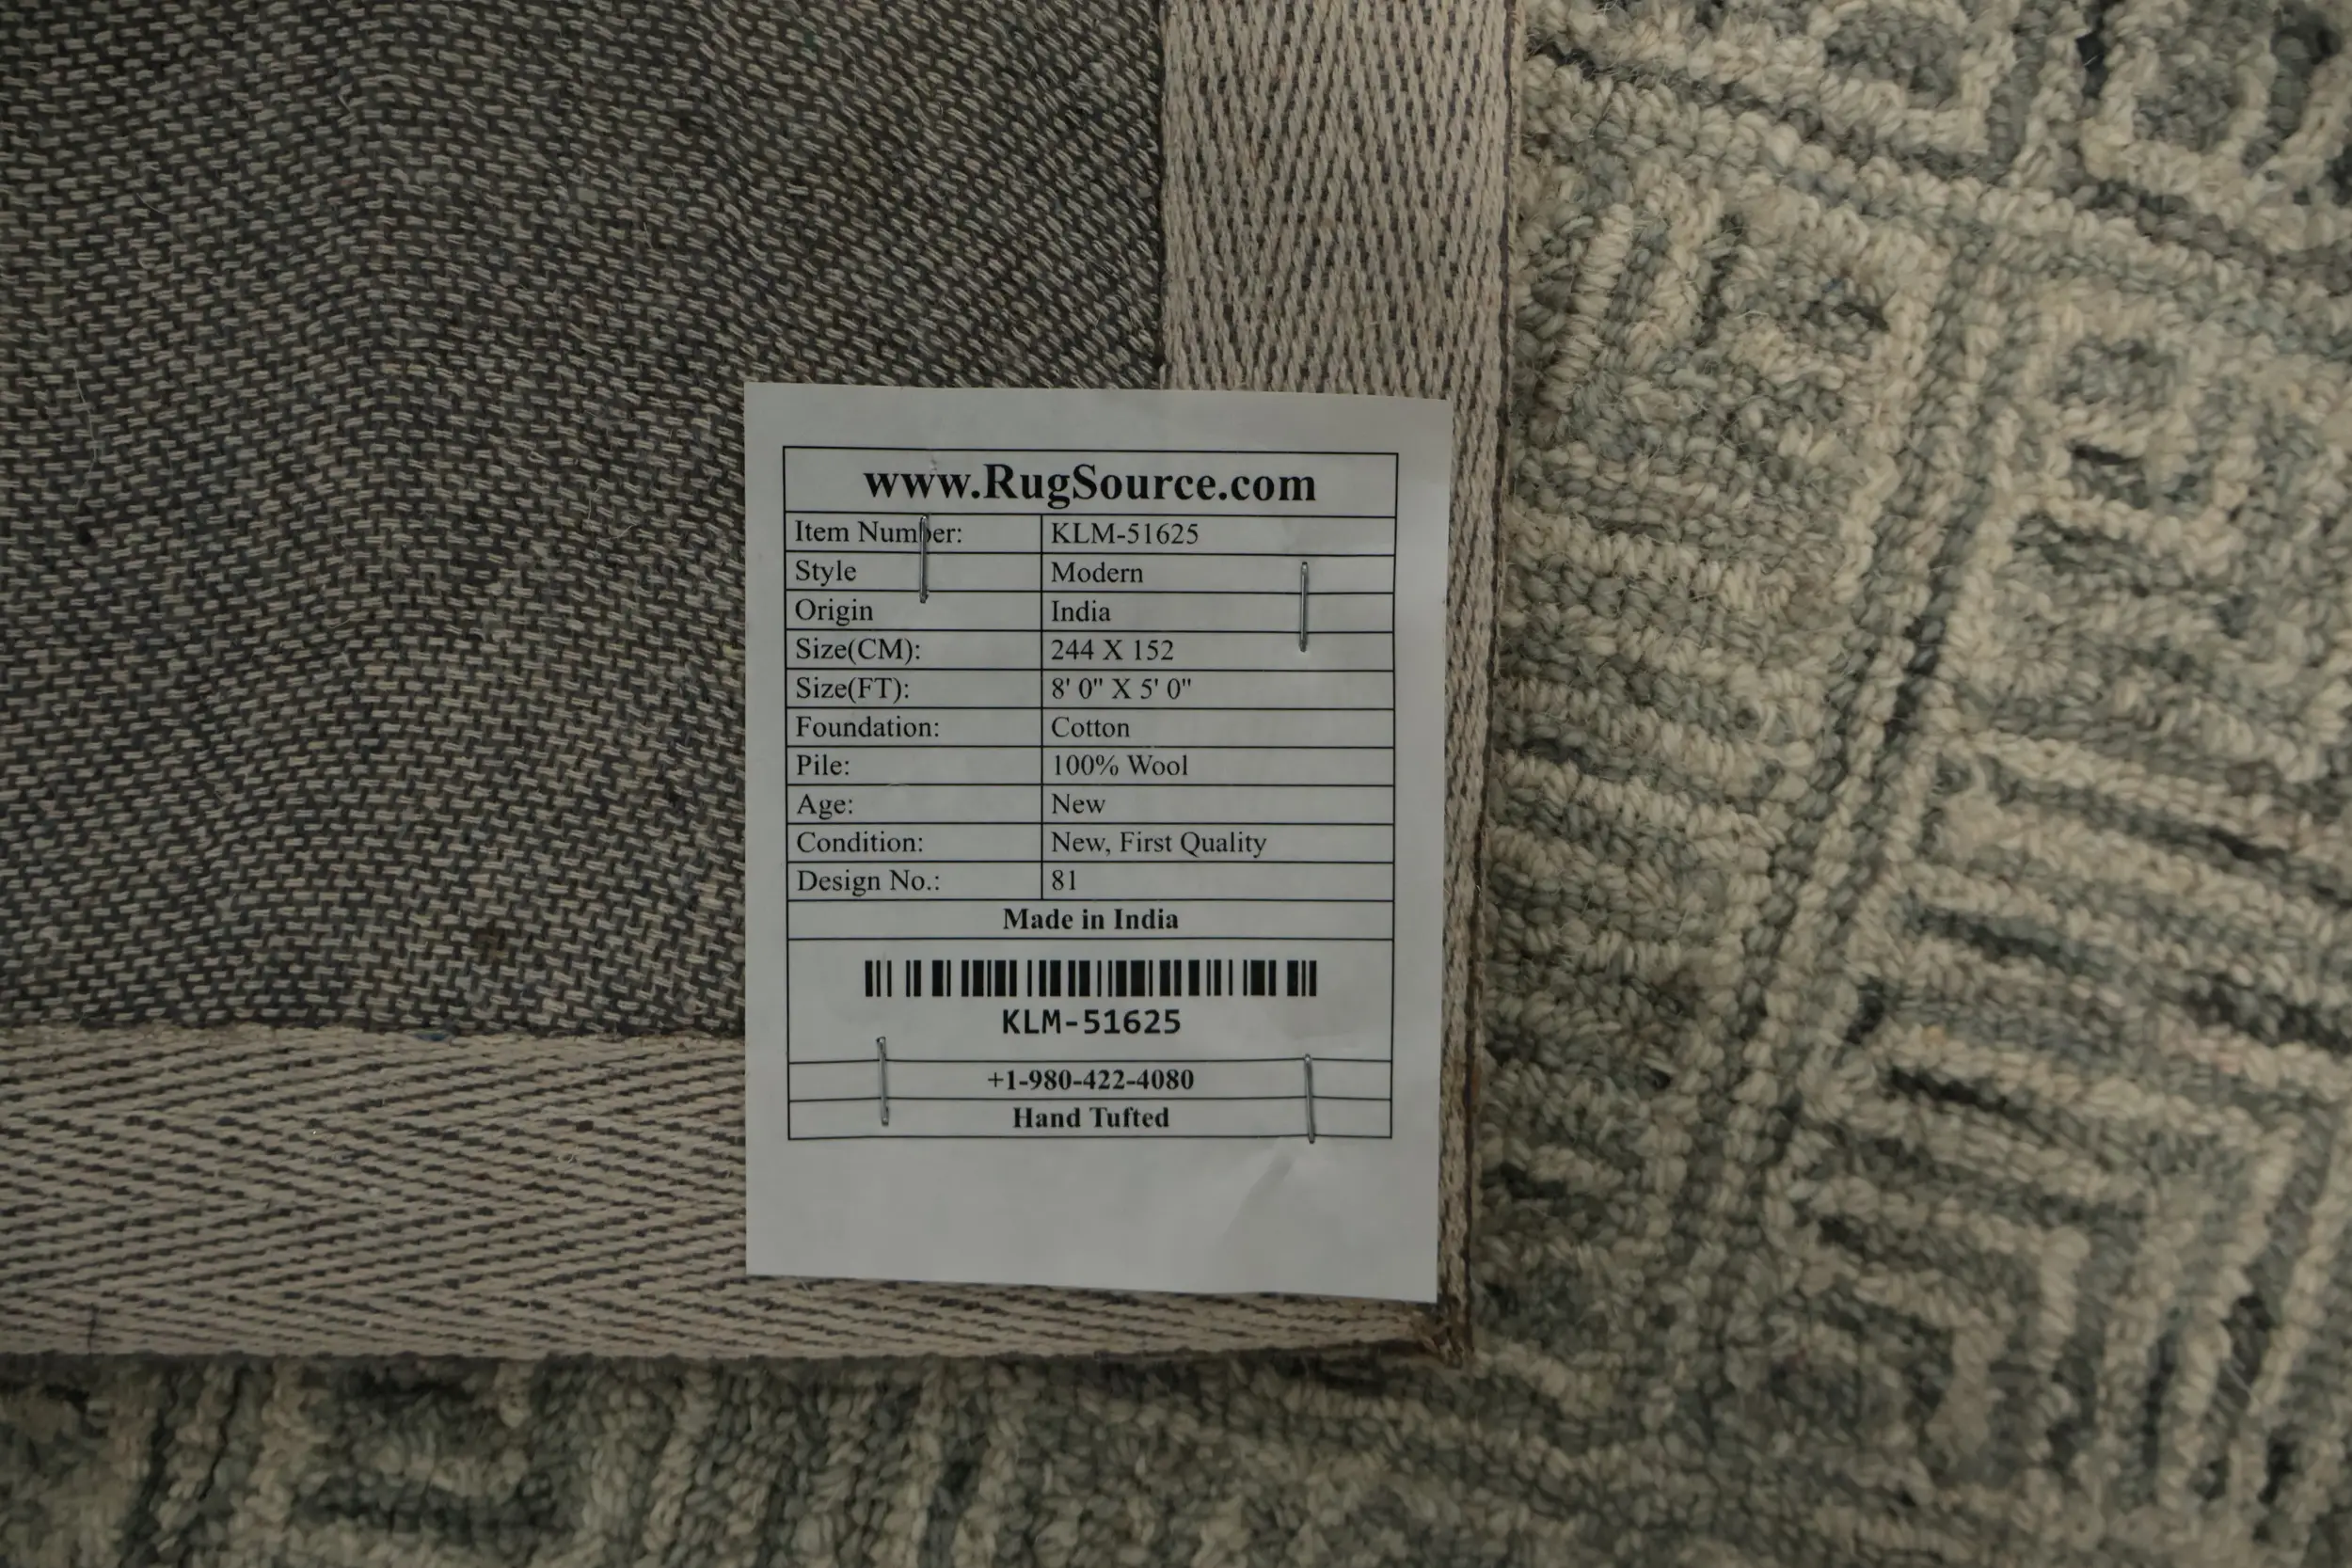 www.RugSource.com
Item Number: KLM-51625
Style Modern
Origin India
Size(CM): 244 X 152
Size(FT): 8' 0" X 5' 0"
Foundation: Cotton
Pile: 100% Wool
Age: New
Condition: New, First Quality
Design No.: 81
Made in India
KLM-51625
+1-980-422-4080
Hand Tufted